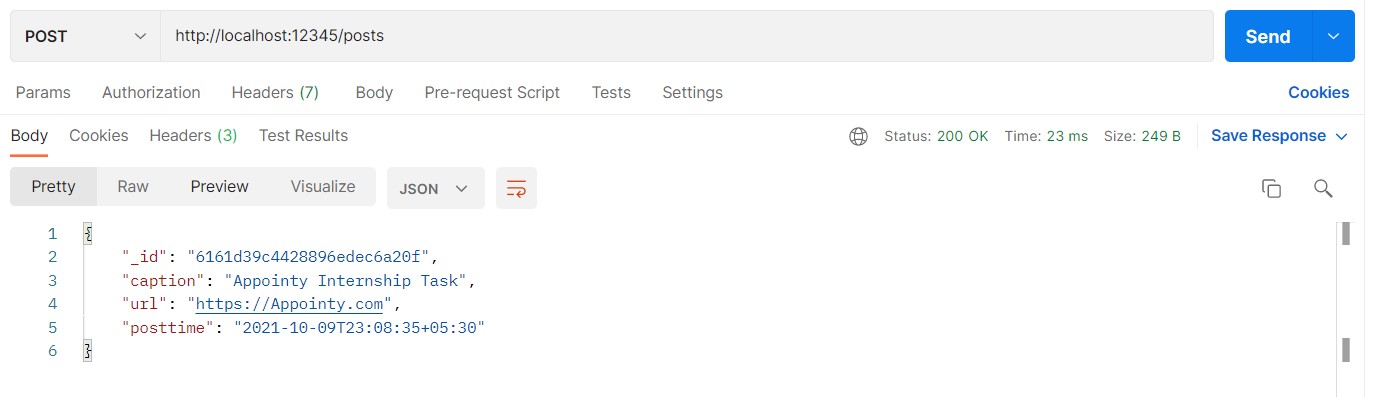 POST http://localhost:12345/posts Send
Params Authorization Headers (7) Body Pre-request Script Tests Settings Cookies
Body Cookies Headers (3) Test Results Status: 200 OK Time: 23 ms Size: 249 B Save Response
Pretty Raw Preview Visualize JSON
1 {
2 "_id": "6161d39c4428896edec6a20f",
3 "caption": "Appointy Internship Task",
4 "url": "https://Appointy.com",
5 "posttime": "2021-10-09T23:08:35+05:30"
6 }